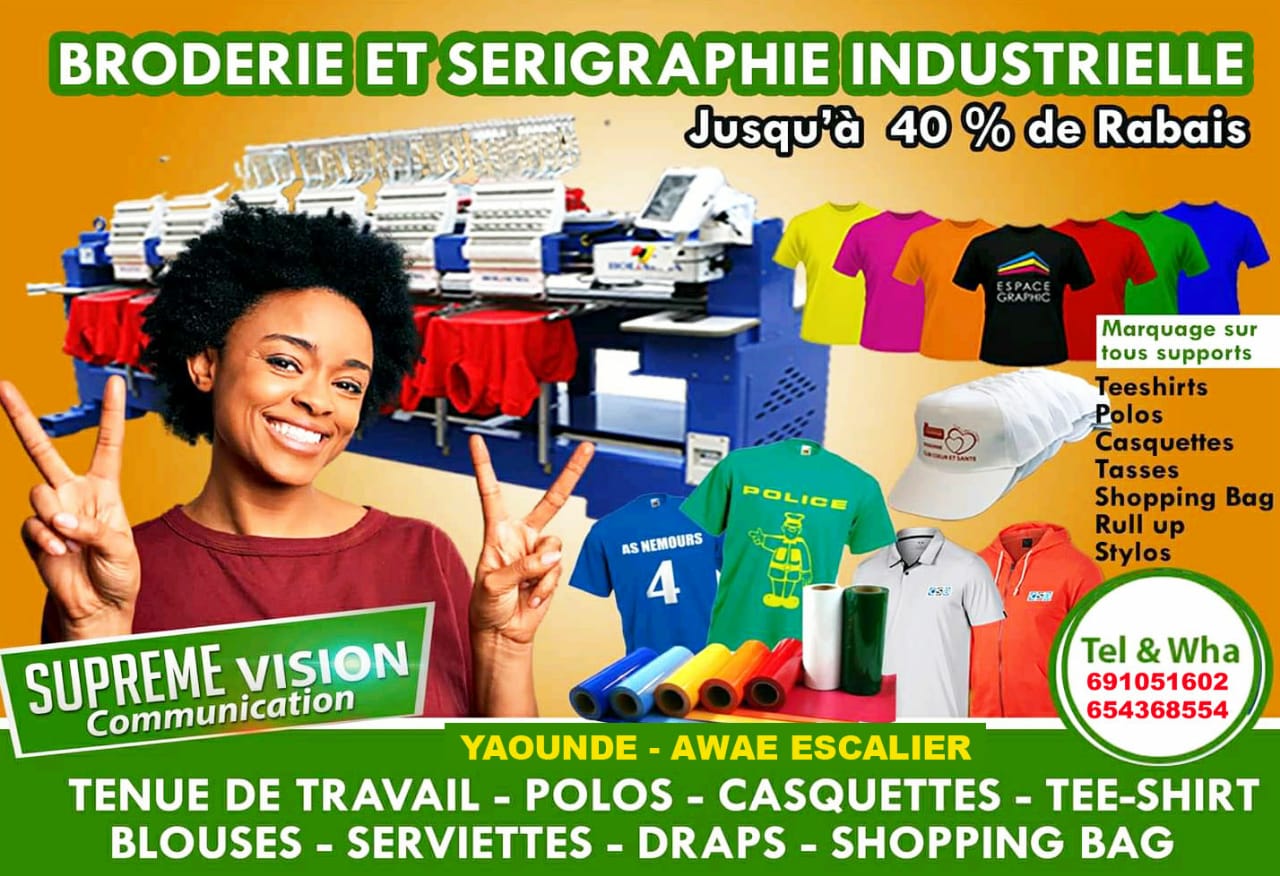 BRODERIE ET SERIGRAPHIE INDUSTRIELLE
Jusqu'à 40 % de Rabais
ESPACE
GRAPHIC
Marquage sur
tous supports
Teeshirts
Polos
Casquettes
Tasses
Shopping Bag
Rull up
Stylos
POLICE
AS NEMOURS
4
Tel & Wha
691051602
654368554
SUPREME VISION
Communication
YAOUNDE - AWAE ESCALIER
TENUE DE TRAVAIL - POLOS - CASQUETTES - TEE-SHIRT
BLOUSES - SERVIETTES - DRAPS - SHOPPING BAG